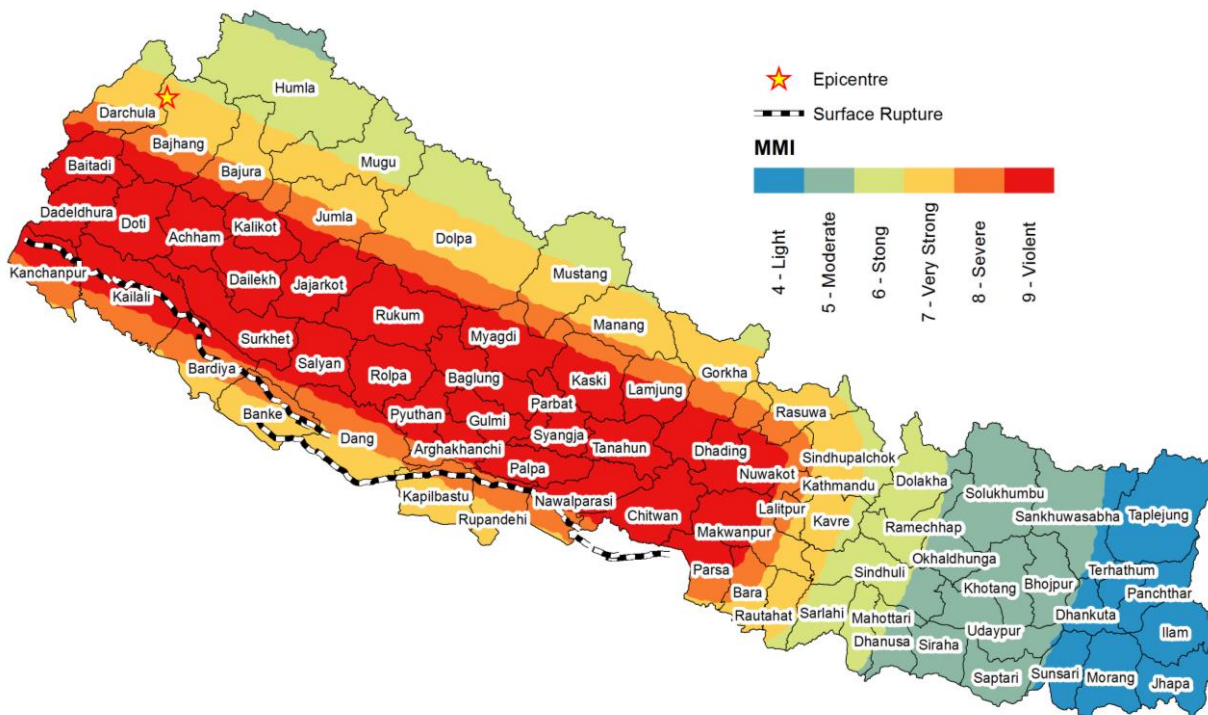 Epicentre
Surface Rupture
MMI
4 - Light
5 - Moderate
6 - Stong
7 - Very Strong
8 - Severe
9 - Violent
Humla
Darchula
Bajhang
Mugu
Baitadi
Bajura
Jumla
Dadeldhura
Doti
Kalikot
Achham
Dolpa
Kanchanpur
Dailekh
Jajarkot
Mustang
Kailali
Rukum
Manang
Surkhet
Myagdi
Bardiya
Salyan
Rolpa
Baglung
Kaski
Lamjung
Gorkha
Banke
Pyuthan
Gulmi
Parbat
Rasuwa
Dang
Syangja
Tanahun
Arghakhanchi
Dhading
Sindhupalchok
Palpa
Nuwakot
Dolakha
Kapilbastu
Nawalparasi
Kathmandu
Solukhumbu
Rupandehi
Chitwan
Lalitpur
Kavre
Sankhuwasabha
Taplejung
Makwanpur
Ramechhap
Parsa
Okhaldhunga
Sindhuli
Terhathum
Bara
Khotang
Bhojpur
Panchthar
Rautahat
Sarlahi
Mahottari
Dhankuta
Dhanusa
Siraha
Udaypur
Ilam
Saptari
Sunsari
Morang
Jhapa